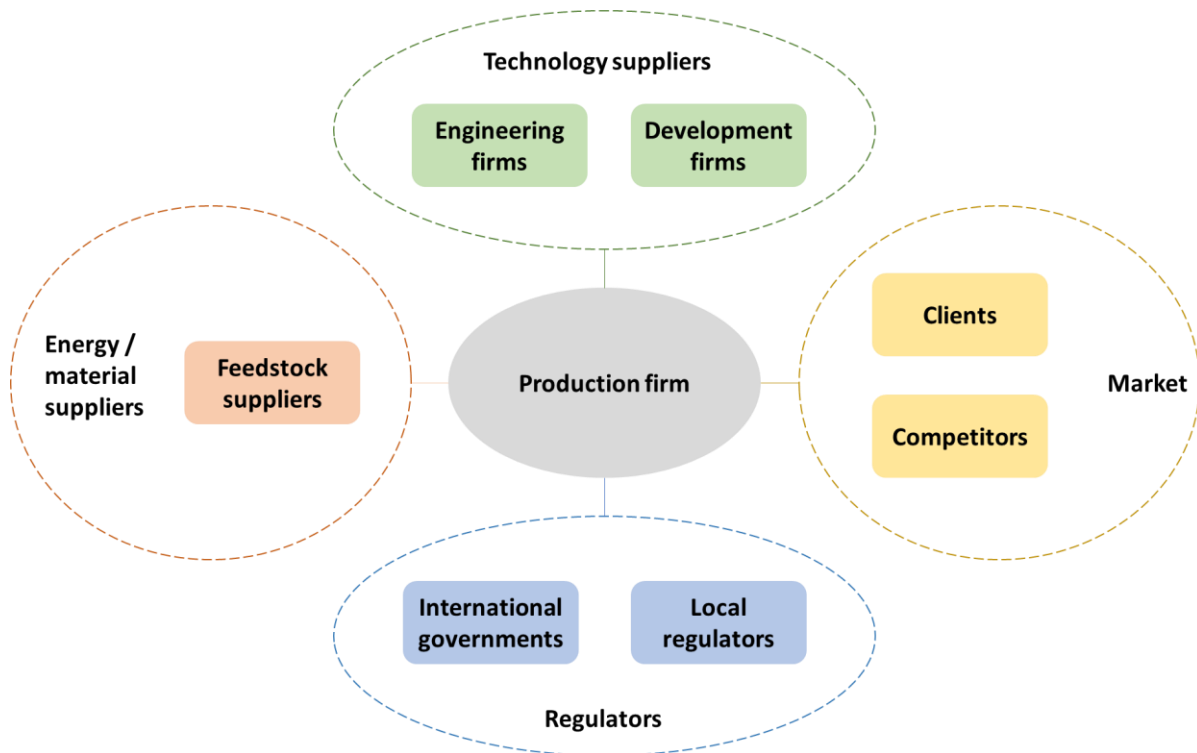 Technology suppliers
Engineering
firms
Development
firms
Energy /
material
suppliers
Feedstock
suppliers
Production firm
Clients
Competitors
Market
International
governments
Local
regulators
Regulators